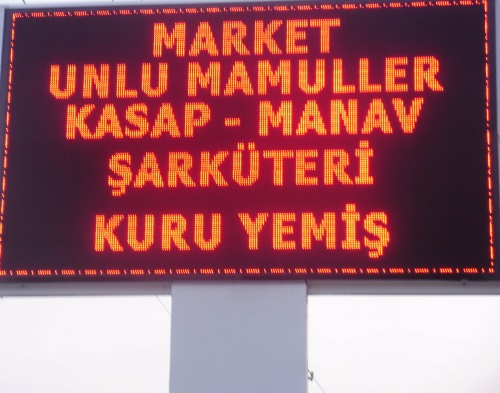 MARKET
UNLU MAMULLER
KASAP - MANAV
ŞARKÜTERİ
KURU YEMİŞ